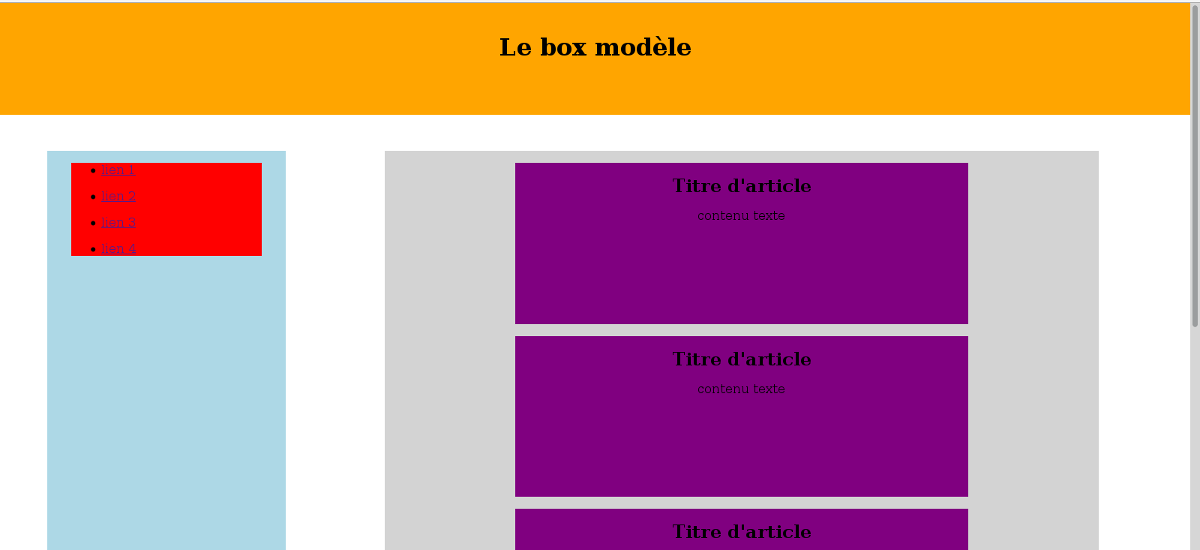 Le box modèle
lien 1
lien 2
lien 3
lien 4
Titre d'article
contenu texte
Titre d'article
contenu texte
Titre d'article